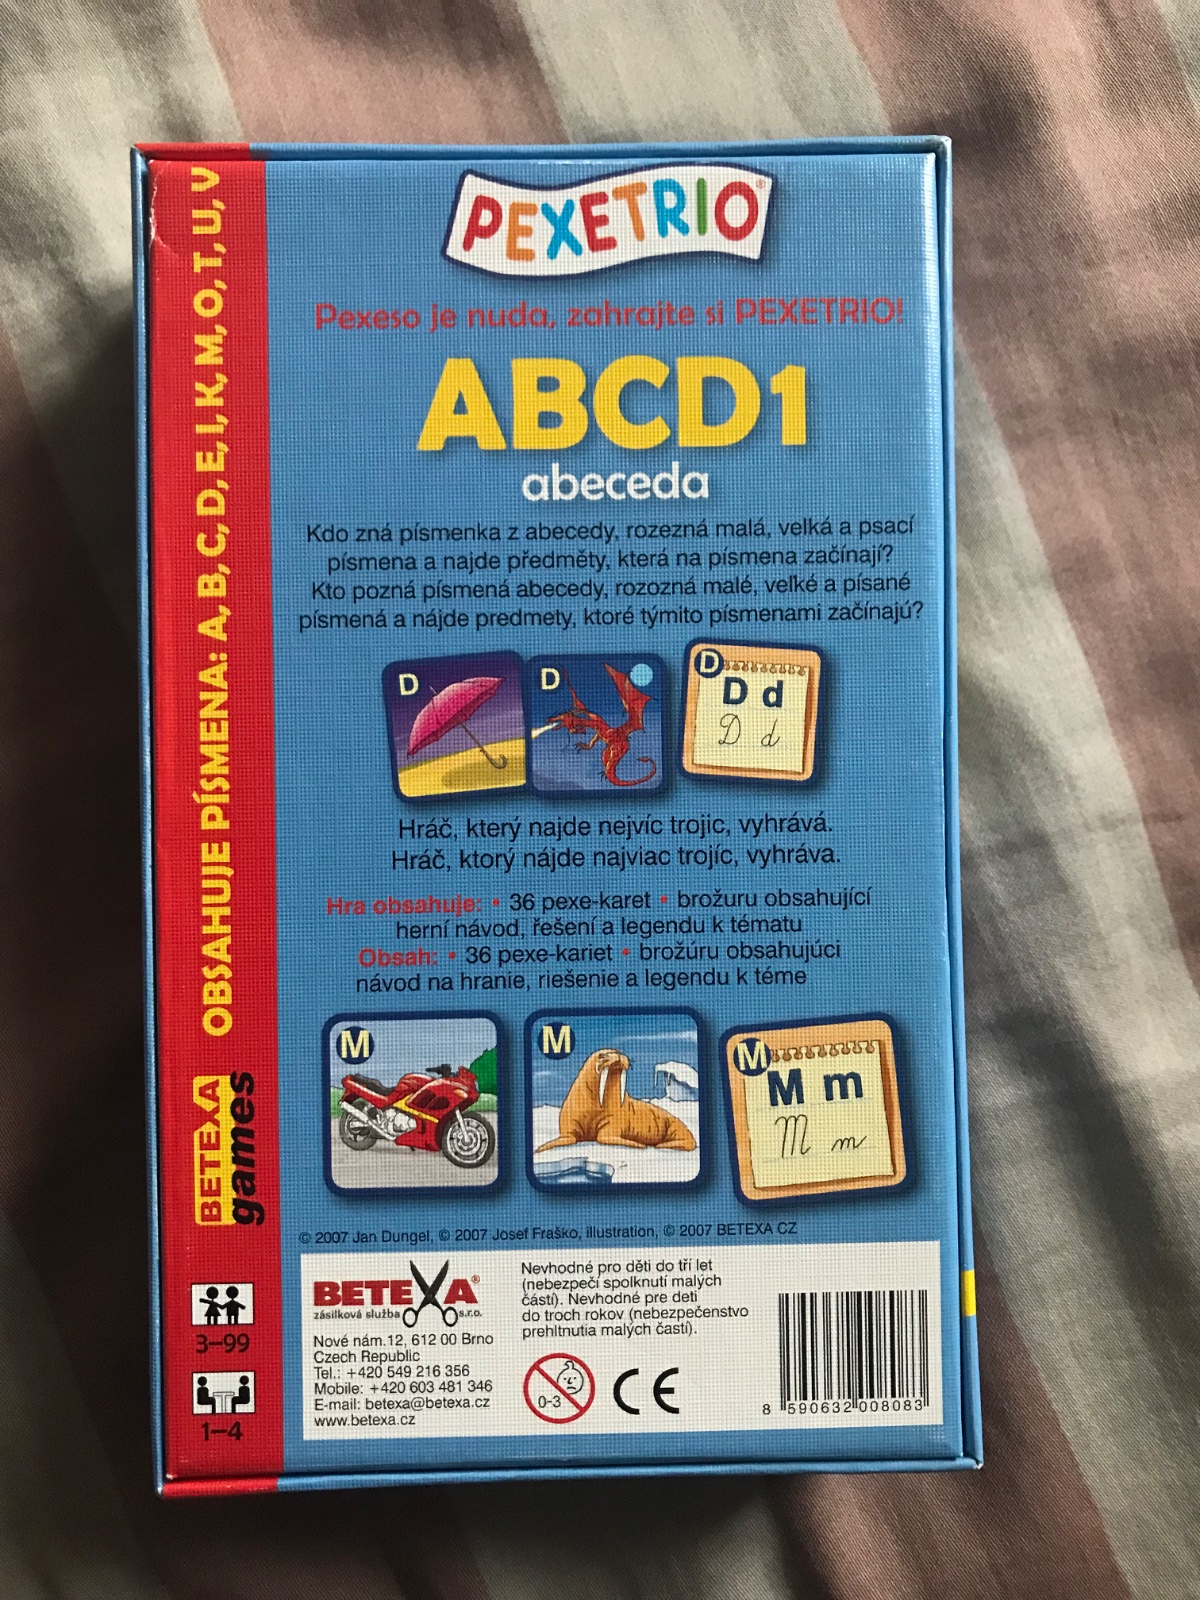 PEXETRIO®
Pexeso je nuda, zahrajte si PEXETRIO!
ABCD1
abeceda
Kdo zná písmenka z abecedy, rozezná malá, velká a psací
písmena a najde předměty, která na písmena začínají?
Kto pozná písmená abecedy, rozozná malé, veľké a písané
písmená a nájde predmety, ktoré týmito písmenami začínajú?
D
D
D
D d
D d
Hráč, který najde nejvíc trojic, vyhrává.
Hráč, ktorý nájde najviac trojíc, vyhráva.
Hra obsahuje: • 36 pexe-karet • brožuru obsahující
herní návod, řešení a legendu k tématu
Obsah: • 36 pexe-kariet • brožúru obsahujúci
návod na hranie, riešenie a legendu k téme
M
M
M
M m
M m
© 2007 Jan Dungel, © 2007 Josef Fraško, illustration, © 2007 BETEXA CZ
BETEXA®
zásilková služba s.r.o.
Nové nám.12, 612 00 Brno
Czech Republic
Tel.: +420 549 216 356
Mobile: +420 603 481 346
E-mail: betexa@betexa.cz
www.betexa.cz
Nevhodné pro děti do tří let
(nebezpečí spolknutí malých
částí). Nevhodné pre deti
do troch rokov (nebezpečenstvo
prehltnutia malých častí).
0-3
CE
8 590632 008083
OBSAHUJE PÍSMENA: A, B, C, D, E, I, K, M, O, T, U, V
BETEXA
games
3–99
1–4